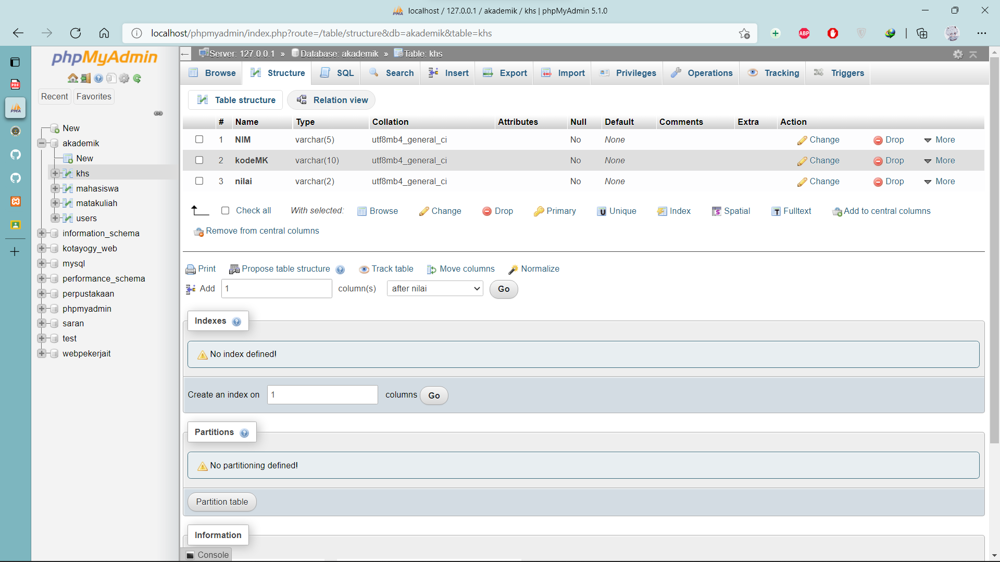 localhost / 127.0.0.1 / akademik / khs | phpMyAdmin 5.1.0
localhost/phpmyadmin/index.php?route=/table/structure&db=akademik&table=khs
ABP
PDF
PMA
phpMyAdmin
Recent Favorites
New
akademik
New
khs
mahasiswa
matakuliah
users
information_schema
kotayogy_web
mysql
performance_schema
perpustakaan
phpmyadmin
saran
test
webpekerjait
Server: 127.0.0.1 » Database: akademik » Table: khs
Browse Structure SQL Search Insert Export Import Privileges Operations Tracking Triggers
Table structure Relation view
# Name Type Collation Attributes Null Default Comments Extra Action
1 NIM varchar(5) utf8mb4_general_ci No None Change Drop More
2 kodeMK varchar(10) utf8mb4_general_ci No None Change Drop More
3 nilai varchar(2) utf8mb4_general_ci No None Change Drop More
Check all With selected: Browse Change Drop Primary Unique Index Spatial Fulltext Add to central columns
Remove from central columns
Print Propose table structure Track table Move columns Normalize
Add 1 column(s) after nilai Go
Indexes
No index defined!
Create an index on 1 columns Go
Partitions
No partitioning defined!
Partition table
Information
Console